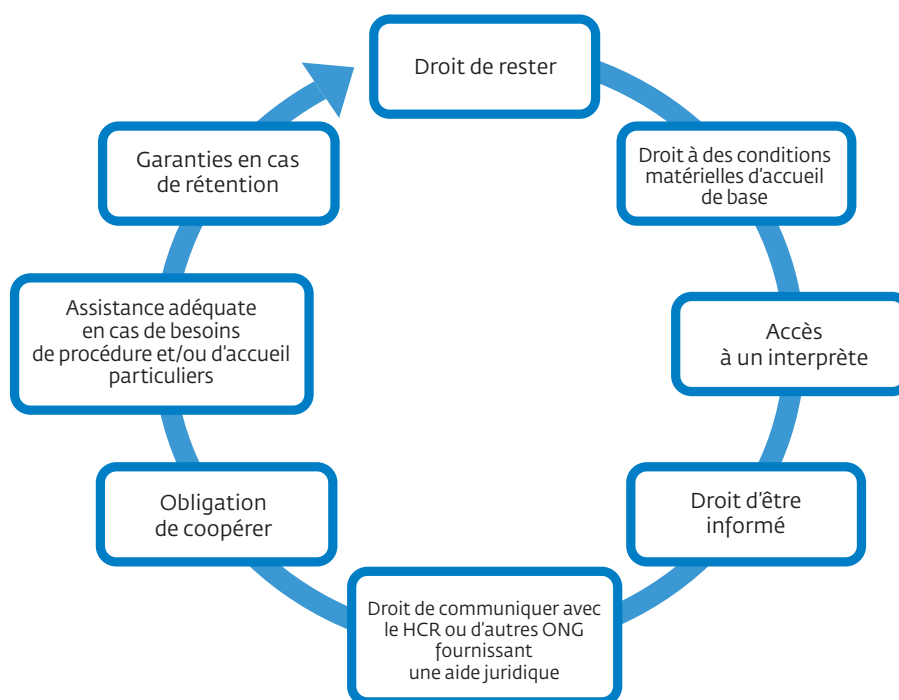 Droit de rester
Droit à des conditions
matérielles d'accueil
de base
Accès
à un interprète
Droit d'être
informé
Droit de communiquer avec
le HCR ou d'autres ONG
fournissant
une aide juridique
Obligation
de coopérer
Assistance adéquate
en cas de besoins
de procédure et/ou d'accueil
particuliers
Garanties en cas
de rétention